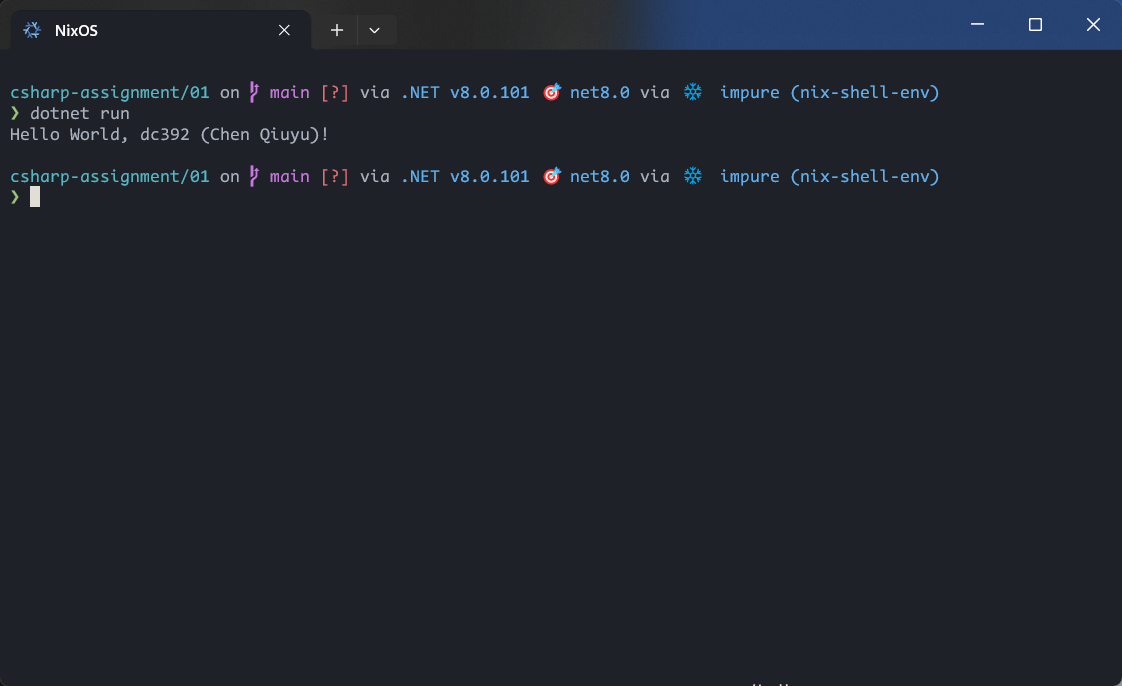 NixOS
csharp-assignment/01 on main [?] via .NET v8.0.101 🎯 net8.0 via ❄ impure (nix-shell-env)
❯ dotnet run
Hello World, dc392 (Chen Qiuyu)!
csharp-assignment/01 on main [?] via .NET v8.0.101 🎯 net8.0 via ❄ impure (nix-shell-env)
❯